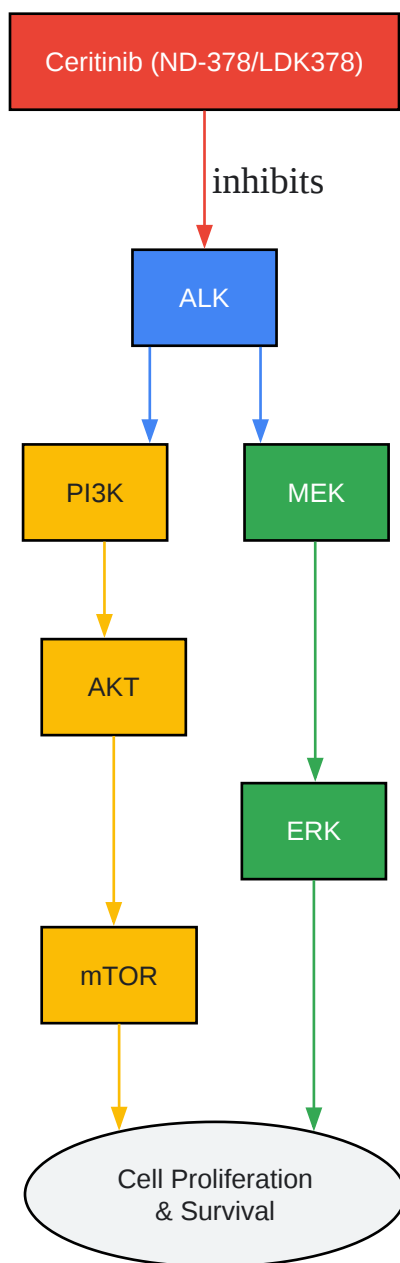 Ceritinib (ND-378/LDK378)
inhibits
ALK
PI3K
MEK
AKT
ERK
mTOR
Cell Proliferation
& Survival